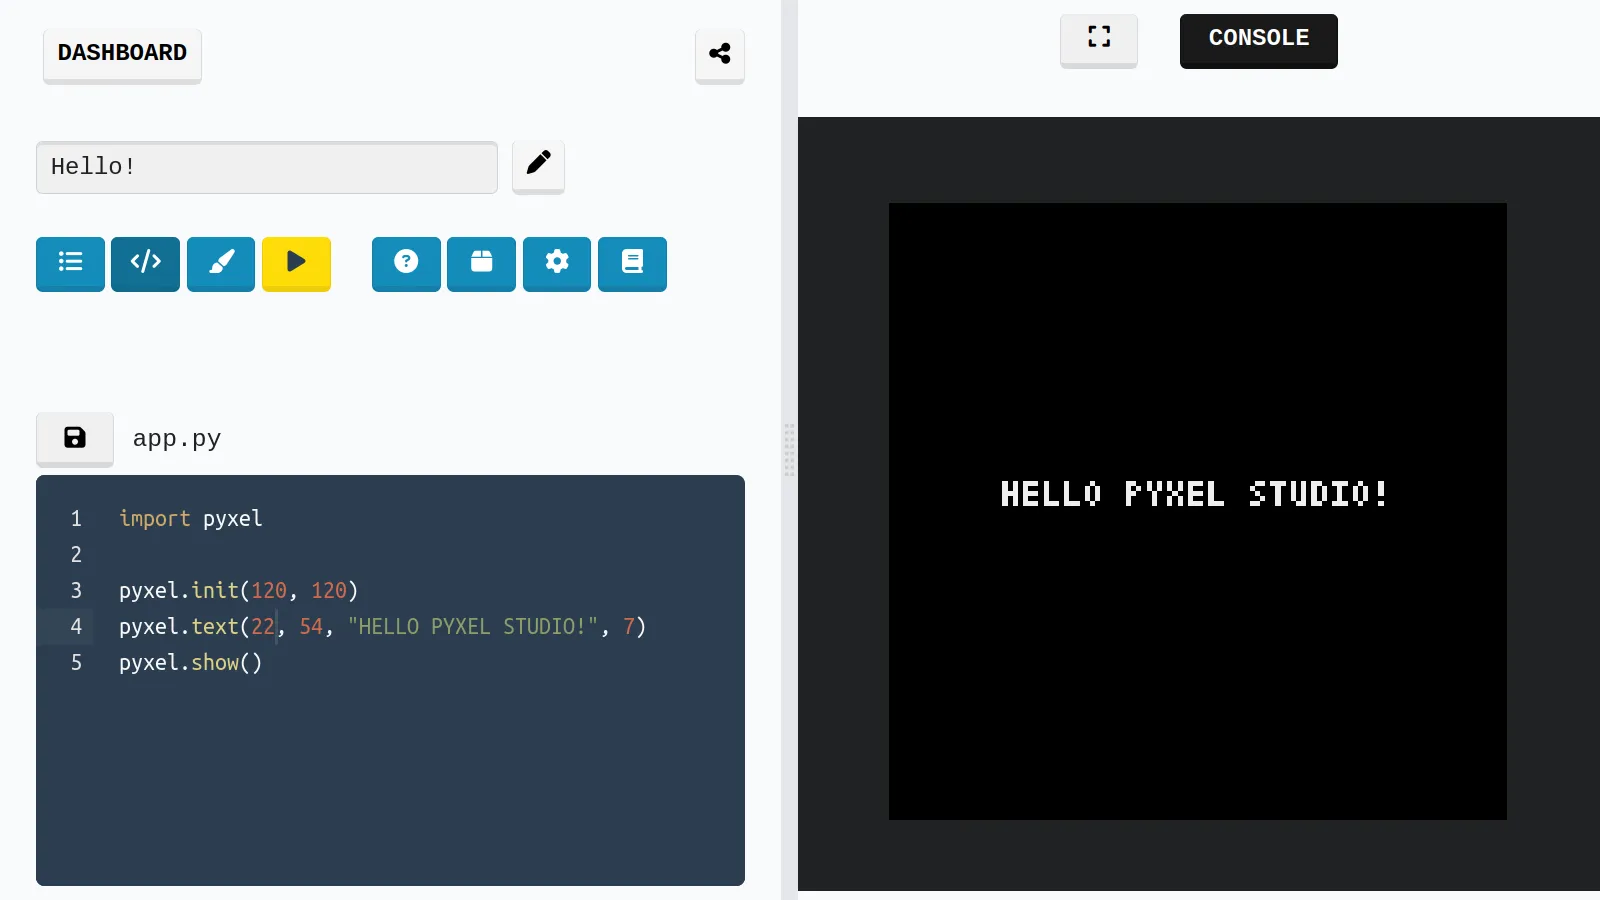 DASHBOARD
CONSOLE
Hello!
app.py
1 import pyxel
2
3 pyxel.init(120, 120)
4 pyxel.text(22, 54, "HELLO PYXEL STUDIO!", 7)
5 pyxel.show()
HELLO PYXEL STUDIO!